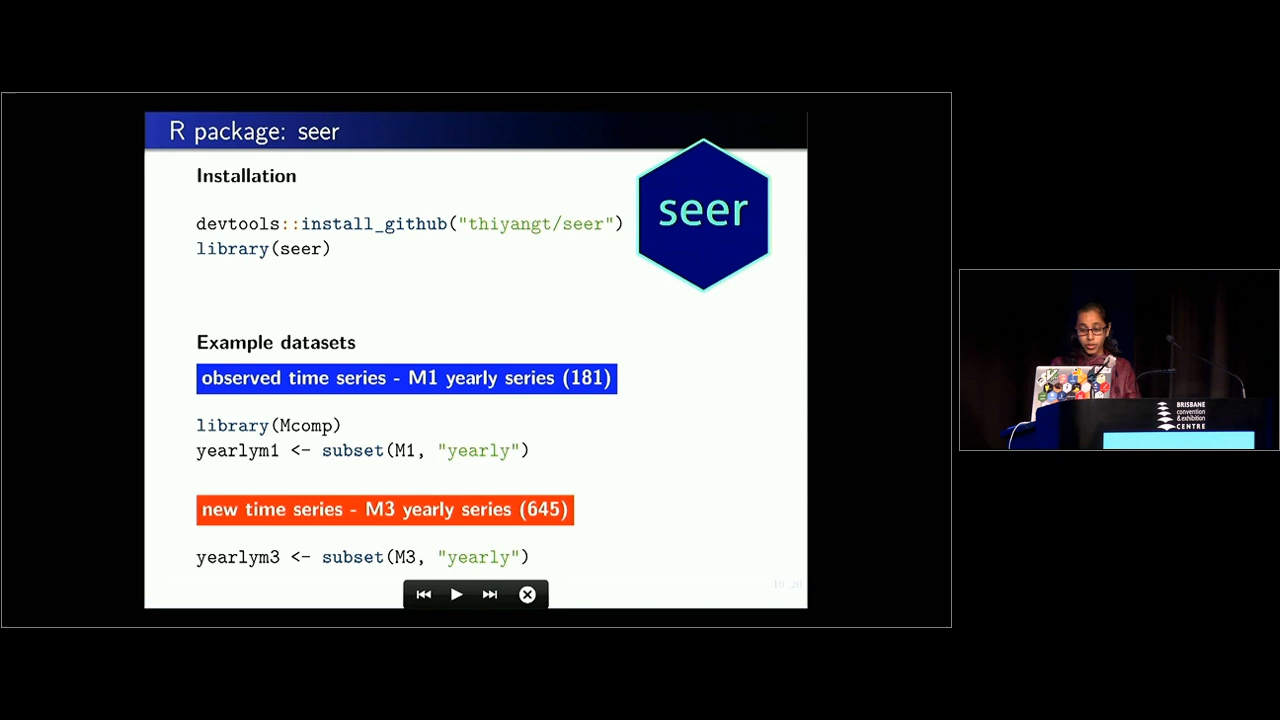 R package: seer
Installation
seer
devtools::install_github("thiyangt/seer")
library(seer)
Example datasets
observed time series - M1 yearly series (181)
library(Mcomp)
yearlym1 <- subset(M1, "yearly")
new time series - M3 yearly series (645)
yearlym3 <- subset(M3, "yearly")
BRISBANE
convention
& exhibition
CENTRE